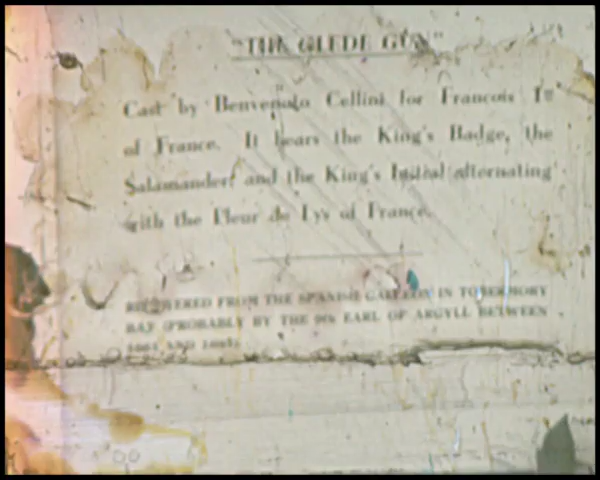 "THE GLEDE GUN"
Cast by Benvenuto Cellini for Francois 1er
of France. It bears the King's Badge, the
Salamander, and the King's Initial alternating
with the Fleur de Lys of France.
RECOVERED FROM THE SPANISH GALLEON IN TOBERMORY
BAY (PROBABLY BY THE 9th EARL OF ARGYLL BETWEEN
AND